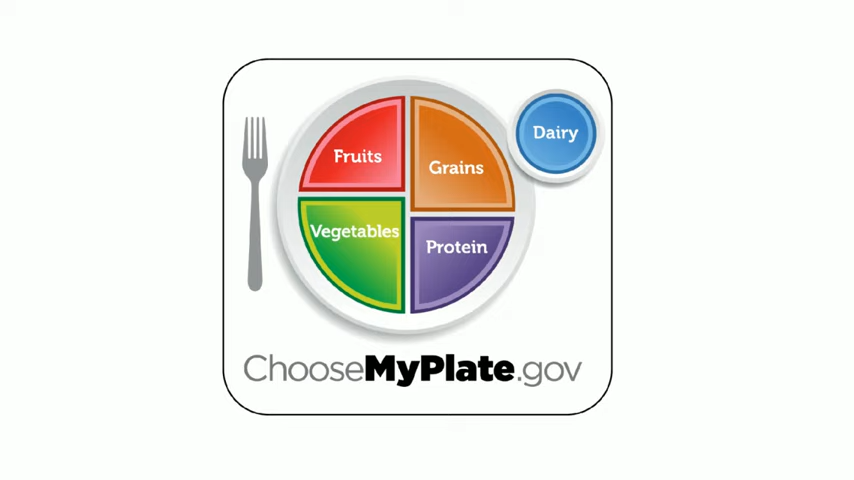 Fruits
Grains
Dairy
Vegetables
Protein
ChooseMyPlate.gov